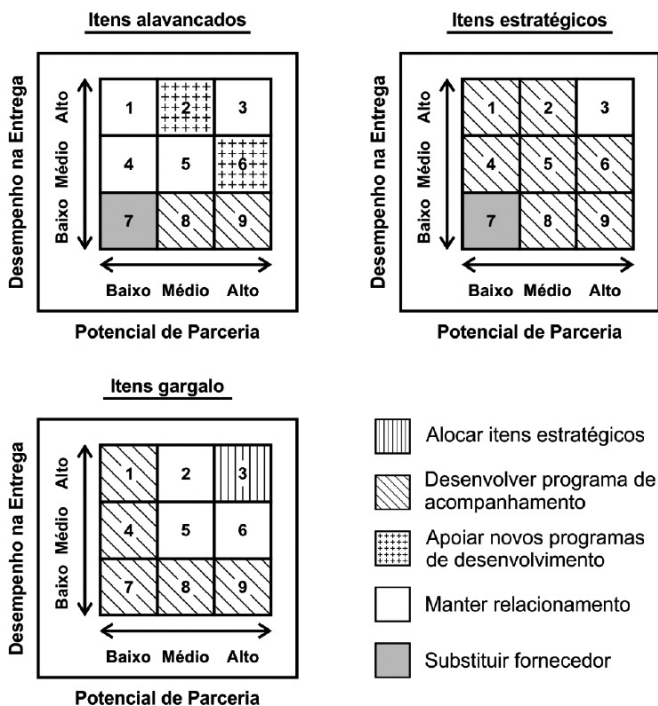 Itens alavancados
Desempenho na Entrega
Alto
Médio
Baixo
1 2 3
4 5 6
7 8 9
Baixo Médio Alto
Potencial de Parceria
Itens estratégicos
Desempenho na Entrega
Alto
Médio
Baixo
1 2 3
4 5 6
7 8 9
Baixo Médio Alto
Potencial de Parceria
Itens gargalo
Desempenho na Entrega
Alto
Médio
Baixo
1 2 3
4 5 6
7 8 9
Baixo Médio Alto
Potencial de Parceria
Alocar itens estratégicos
Desenvolver programa de
acompanhamento
Apoiar novos programas
de desenvolvimento
Manter relacionamento
Substituir fornecedor